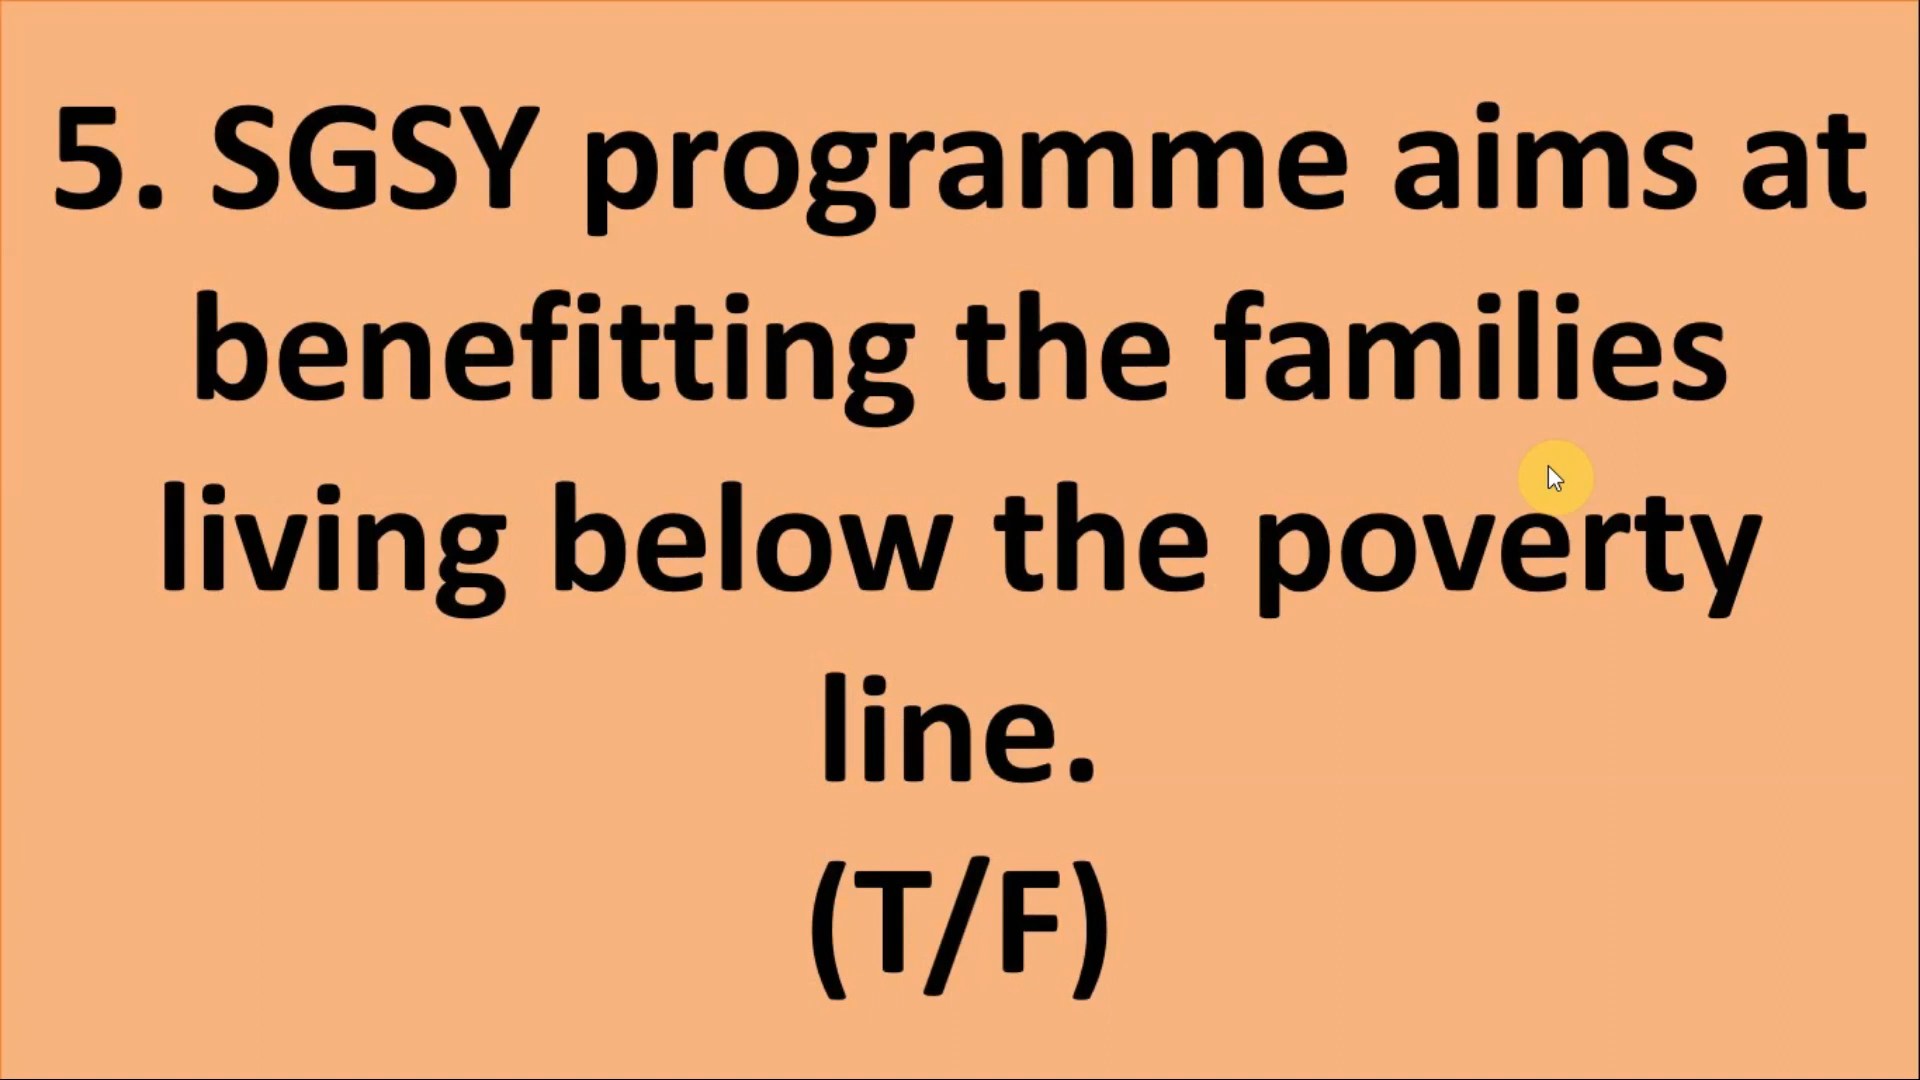 5. SGSY programme aims at
benefitting the families
living below the poverty
line.
(T/F)